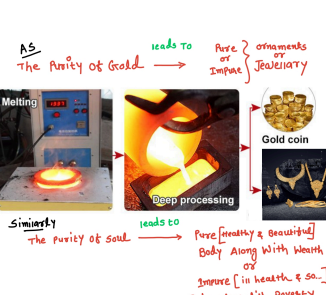 As
The Purity of Gold
leads To
Pure or Impure
ornaments or Jewellary
Melting
1887
Deep processing
Gold coin
Similarly
The Purity of Soul
leads to
Pure [Healthy & Beautiful]
Body Along With Wealth
or
Impure [ill health & so...